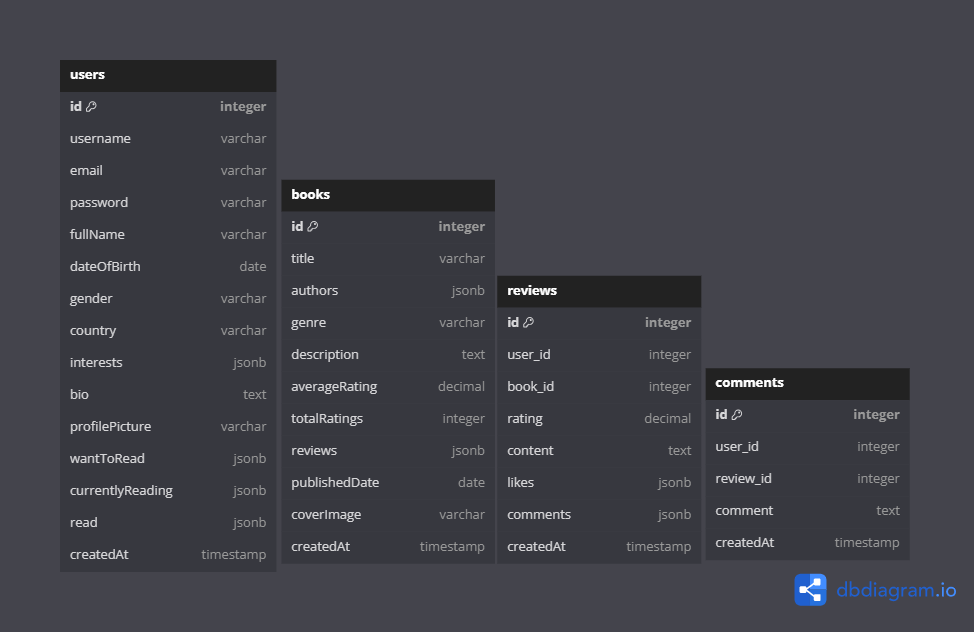 users
id integer
username varchar
email varchar
password varchar
fullName varchar
dateOfBirth date
gender varchar
country varchar
interests jsonb
bio text
profilePicture varchar
wantToRead jsonb
currentlyReading jsonb
read jsonb
createdAt timestamp
books
id integer
title varchar
authors jsonb
genre varchar
description text
averageRating decimal
totalRatings integer
reviews jsonb
publishedDate date
coverImage varchar
createdAt timestamp
reviews
id integer
user_id integer
book_id integer
rating decimal
content text
likes jsonb
comments jsonb
createdAt timestamp
comments
id integer
user_id integer
review_id integer
comment text
createdAt timestamp
dbdiagram.io